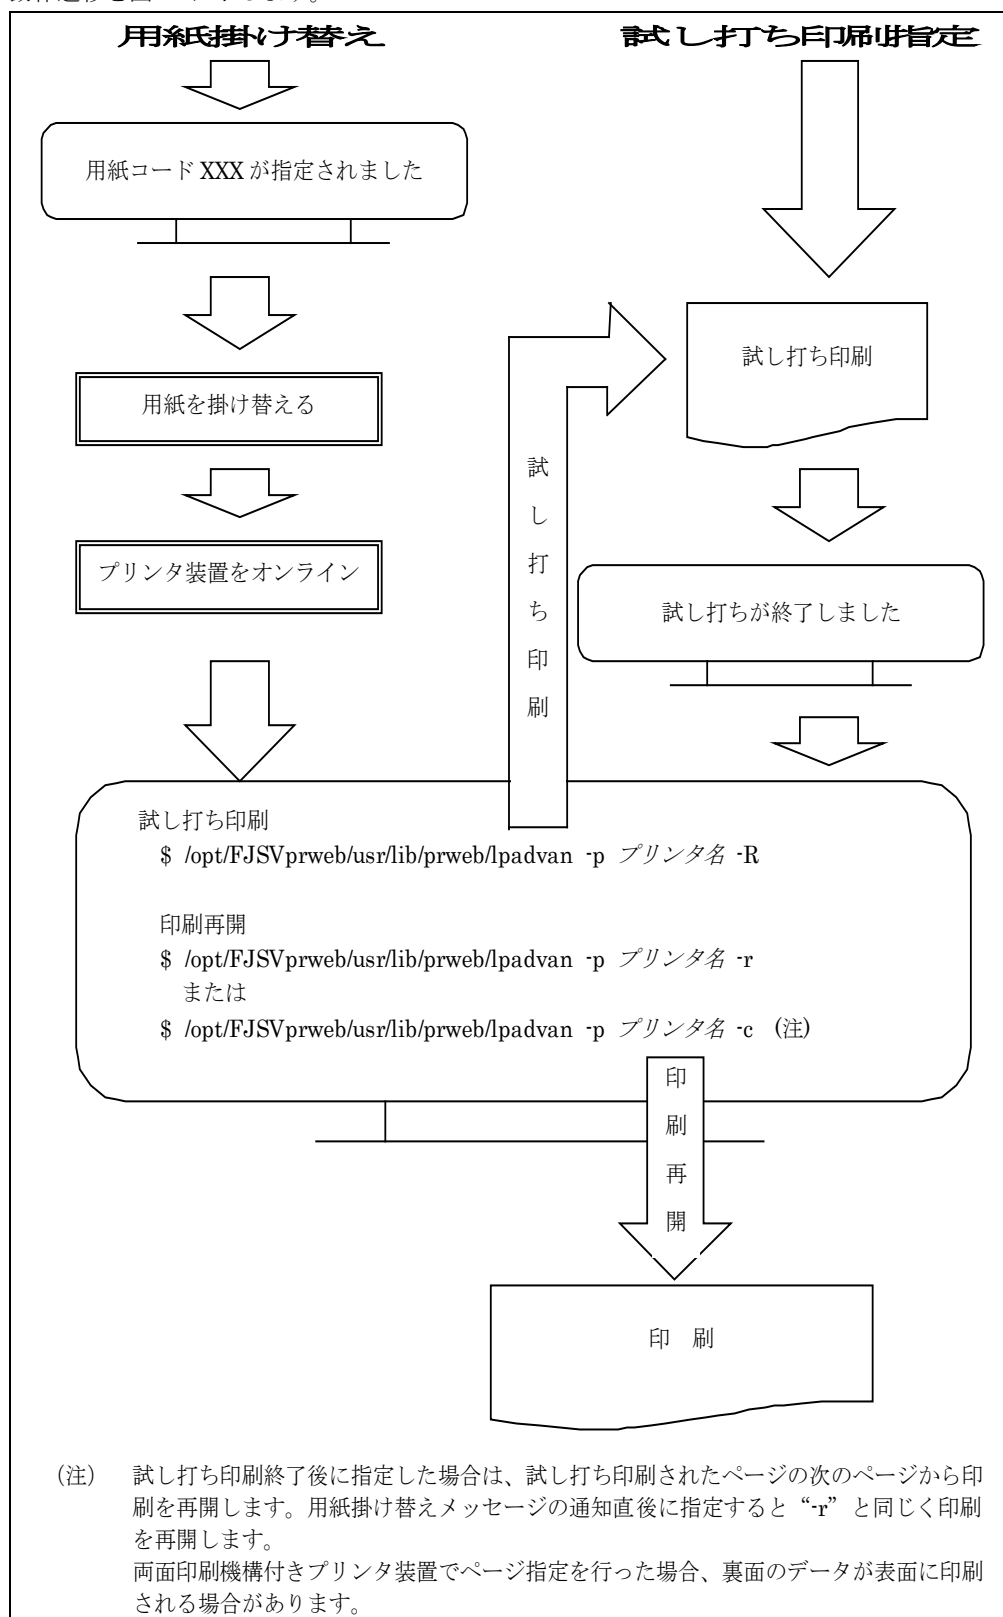 用紙掛け替え
試し打ち印刷指定
用紙コード XXX が指定されました
用紙を掛け替える
プリンタ装置をオンライン
試し打ち印刷
試し打ち印刷
試し打ちが終了しました
試し打ち印刷
$ /opt/FJSVprweb/usr/lib/prweb/lpadvan -p プリンタ名 -R
印刷再開
$ /opt/FJSVprweb/usr/lib/prweb/lpadvan -p プリンタ名 -r
または
$ /opt/FJSVprweb/usr/lib/prweb/lpadvan -p プリンタ名 -c (注)
印刷再開
印 刷
(注) 試し打ち印刷終了後に指定した場合は、試し打ち印刷されたページの次のページから印
刷を再開します。用紙掛け替えメッセージの通知直後に指定すると“-r”と同じく印刷
を再開します。
両面印刷機構付きプリンタ装置でページ指定を行った場合、裏面のデータが表面に印刷
される場合があります。